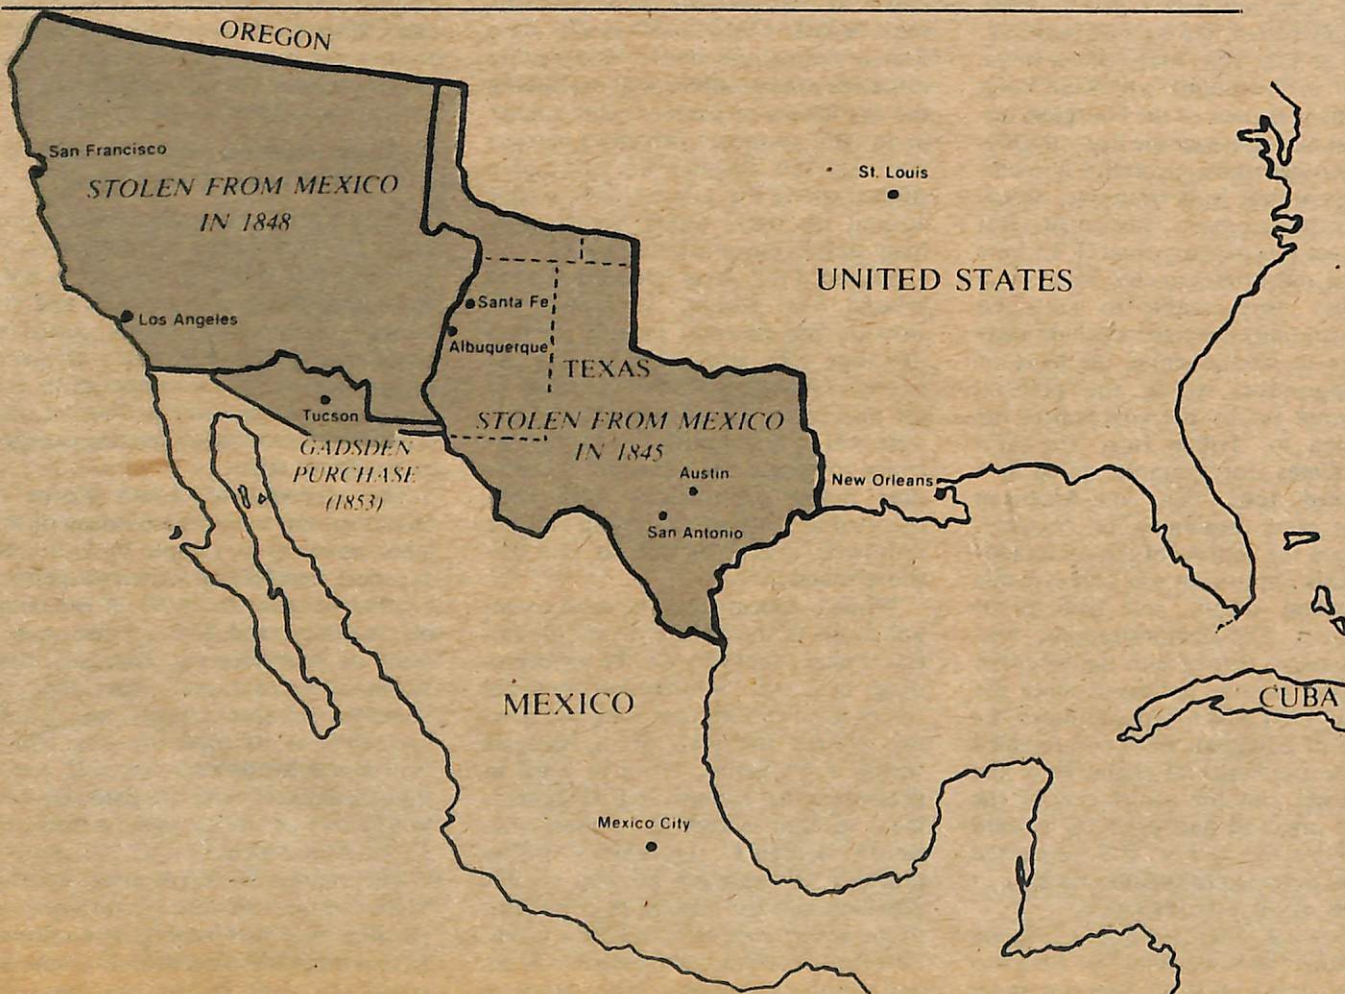 OREGON
San Francisco
STOLEN FROM MEXICO
IN 1848
St. Louis
UNITED STATES
Santa Fe
Los Angeles
Albuquerque
TEXAS
Tucson
STOLEN FROM MEXICO
IN 1845
GADSDEN
PURCHASE
(1853)
Austin
New Orleans
San Antonio
MEXICO
CUBA
Mexico City